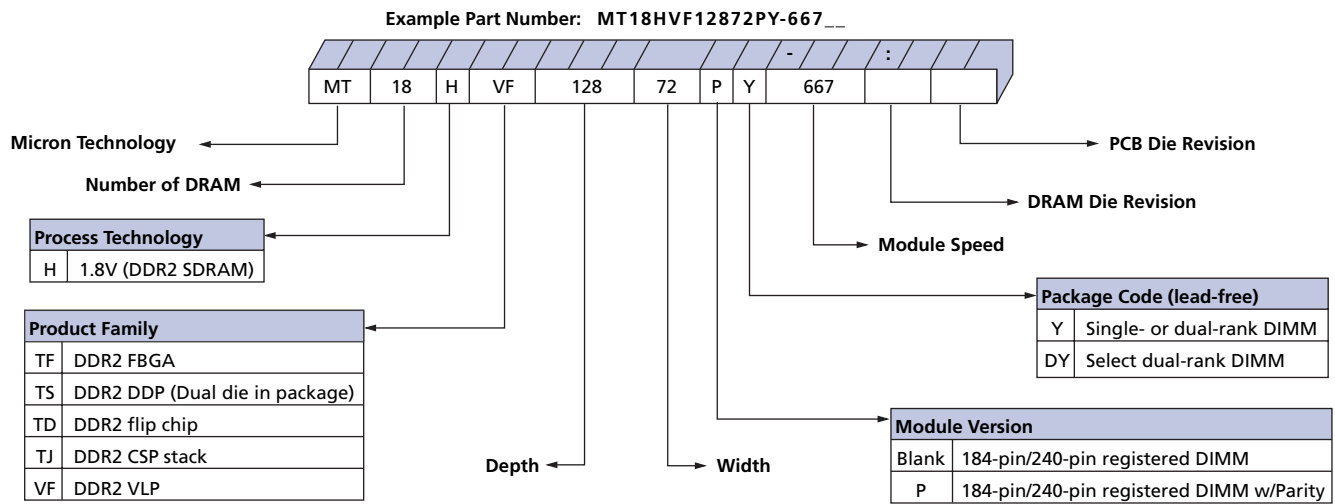 Example Part Number: MT18HVF12872PY-667__
- :
MT 18 H VF 128 72 P Y 667
Micron Technology
PCB Die Revision
Number of DRAM
DRAM Die Revision
Process Technology
H 1.8V (DDR2 SDRAM)
Module Speed
Package Code (lead-free)
Y Single- or dual-rank DIMM
DY Select dual-rank DIMM
Product Family
TF DDR2 FBGA
TS DDR2 DDP (Dual die in package)
TD DDR2 flip chip
TJ DDR2 CSP stack
VF DDR2 VLP
Depth
Width
Module Version
Blank 184-pin/240-pin registered DIMM
P 184-pin/240-pin registered DIMM w/Parity